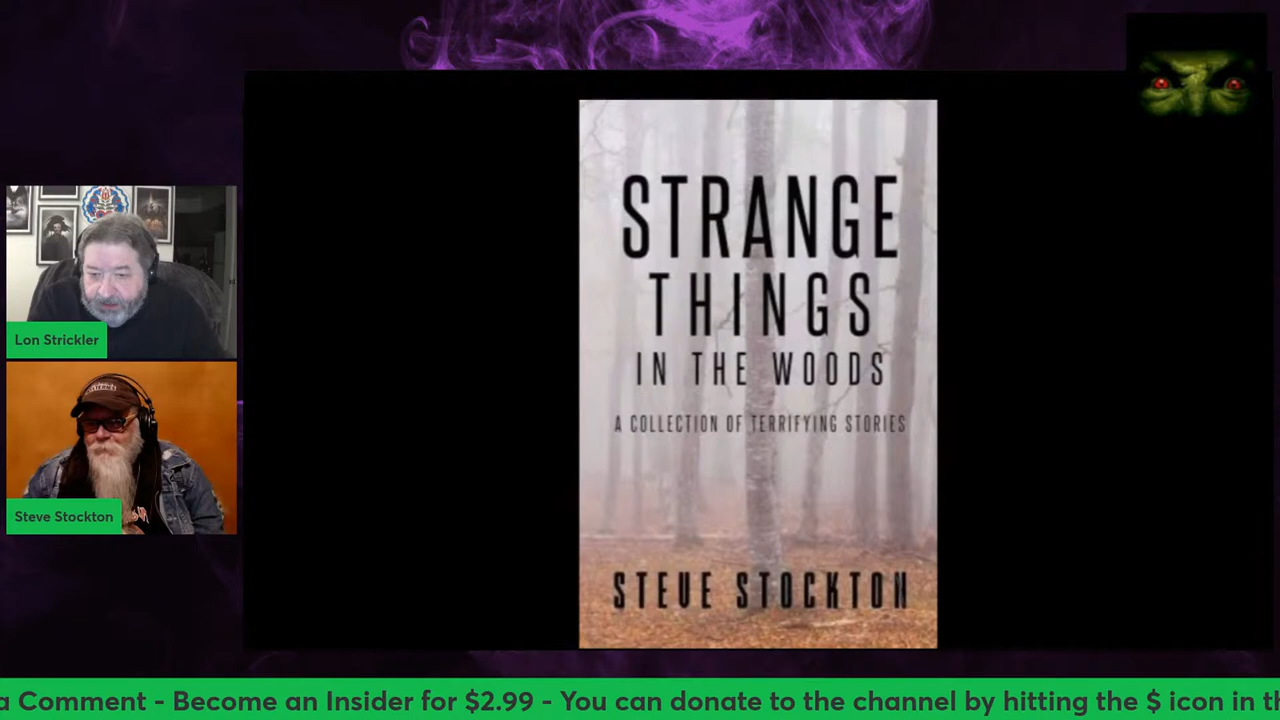 Lon Strickler
Steve Stockton
STRANGE
THINGS
IN THE WOODS
A COLLECTION OF TERRIFYING STORIES
STEVE STOCKTON
a Comment - Become an Insider for $2.99 - You can donate to the channel by hitting the $ icon in th